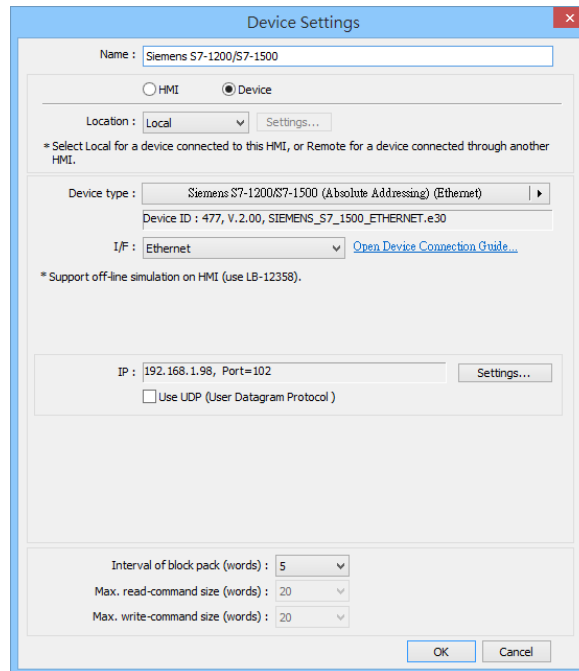 Device Settings
Name : Siemens S7-1200/S7-1500
HMI Device
Location : Local Settings...
* Select Local for a device connected to this HMI, or Remote for a device connected through another
HMI.
Device type : Siemens S7-1200/S7-1500 (Absolute Addressing) (Ethernet)
Device ID : 477, V.2.00, SIEMENS_S7_1500_ETHERNET.e30
I/F : Ethernet Open Device Connection Guide...
* Support off-line simulation on HMI (use LB-12358).
IP : 192.168.1.98, Port=102 Settings...
Use UDP (User Datagram Protocol )
Interval of block pack (words) : 5
Max. read-command size (words) : 20
Max. write-command size (words) : 20
OK Cancel